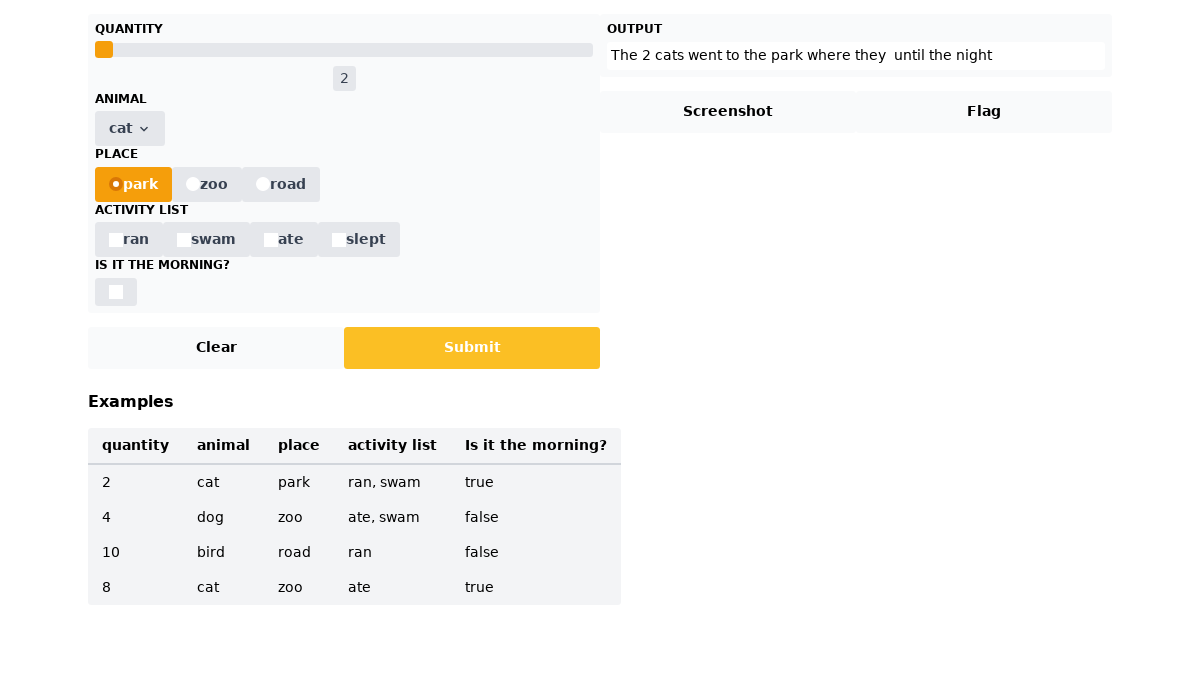 QUANTITY
2
ANIMAL
cat
PLACE
park zoo road
ACTIVITY LIST
ran swam ate slept
IS IT THE MORNING?
Clear Submit
OUTPUT
The 2 cats went to the park where they  until the night
Screenshot Flag
Examples
quantity animal place activity list Is it the morning?
2 cat park ran, swam true
4 dog zoo ate, swam false
10 bird road ran false
8 cat zoo ate true